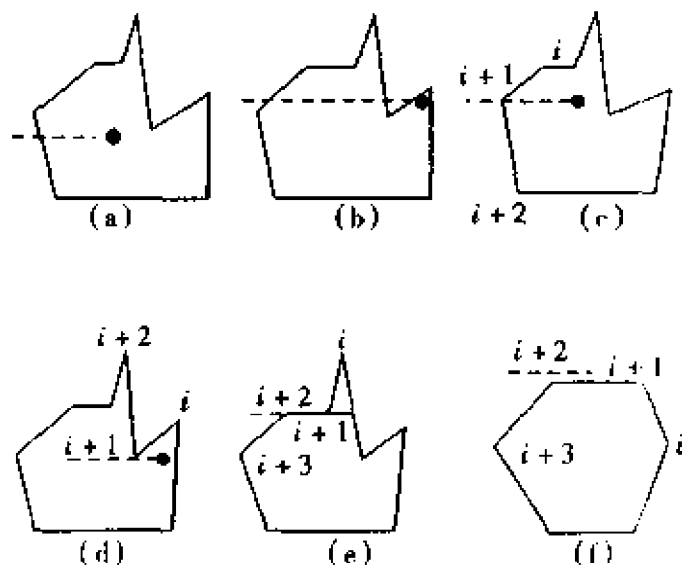 i
i + 1
(a)
(b)
i + 2
(c)
i + 2
i
i
i + 2
i + 2
i + 1
i + 1
i + 1
i
i + 3
i + 3
(d)
(e)
(f)